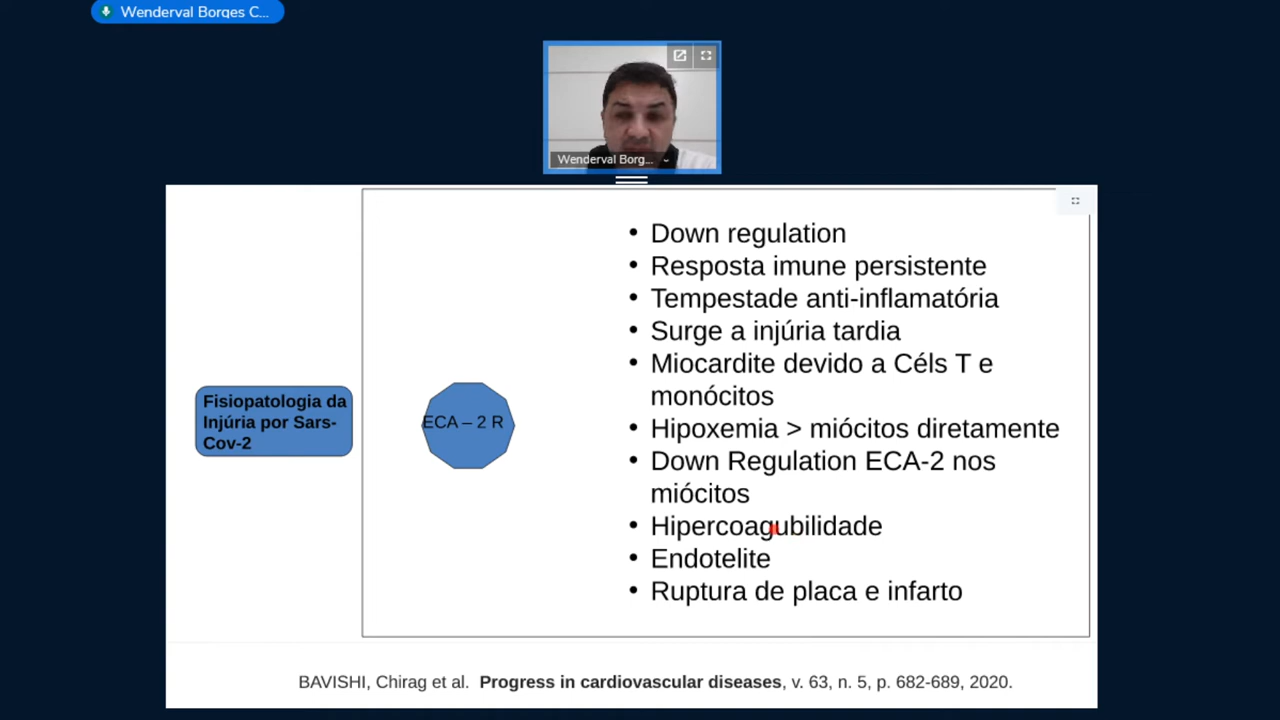 Wenderval Borges C...
Wenderval Borg...
Down regulation
Resposta imune persistente
Tempestade anti-inflamatória
Surge a injúria tardia
Miocardite devido a Céls T e
monócitos
Hipoxemia > miócitos diretamente
Down Regulation ECA-2 nos
miócitos
Hipercoagubilidade
Endotelite
Ruptura de placa e infarto
Fisiopatologia da
Injúria por Sars-
Cov-2
ECA – 2 R
BAVISHI, Chirag et al. Progress in cardiovascular diseases, v. 63, n. 5, p. 682-689, 2020.